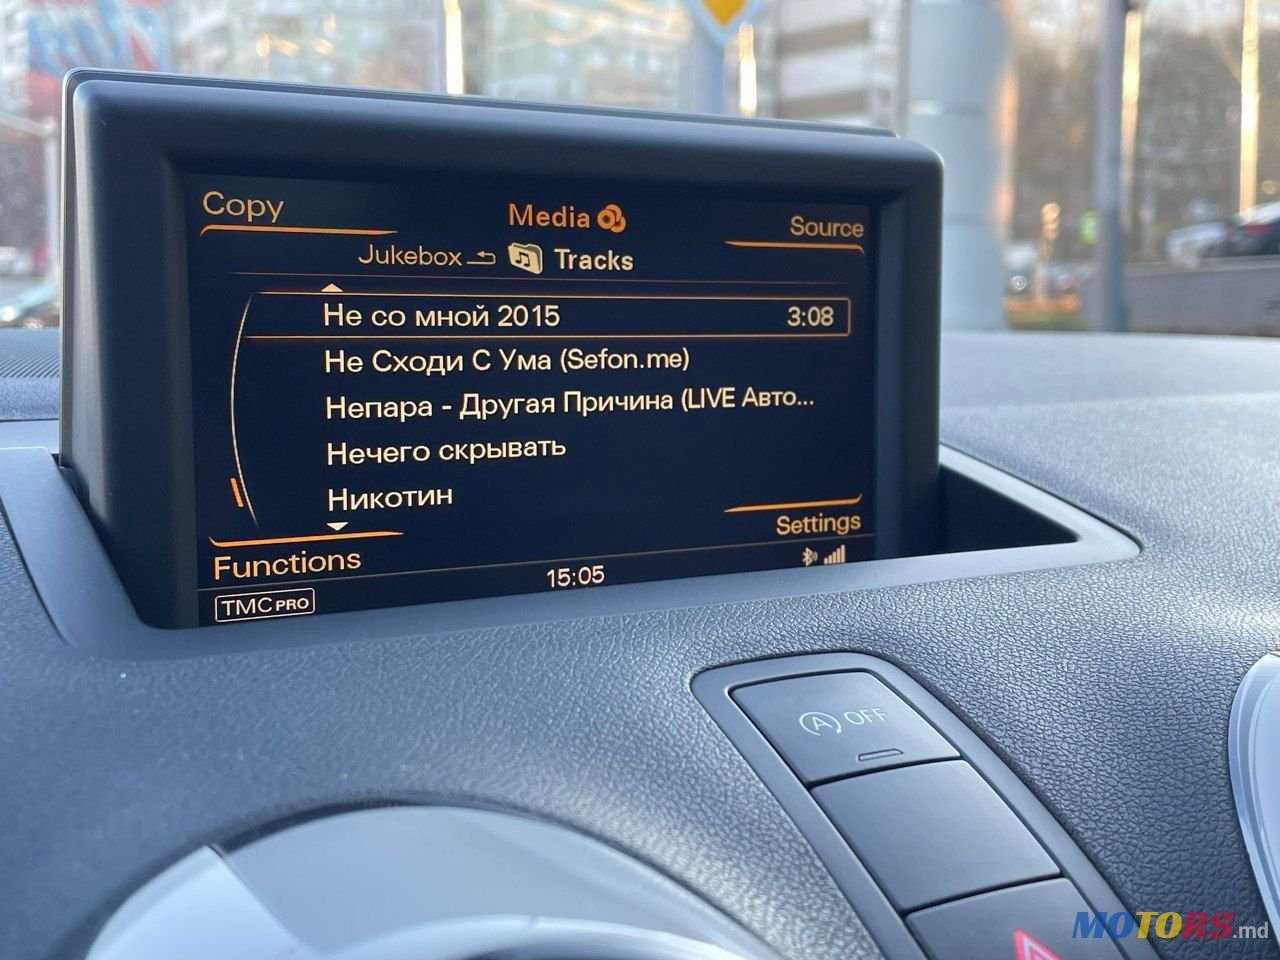 Copy
Media
Source
Jukebox Tracks
Не со мной 2015 3:08
Не Сходи С Ума (Sefon.me)
Непара - Другая Причина (LIVE Авто...
Нечего скрывать
Никотин
Settings
Functions
15:05
TMC PRO
A OFF
MOTORS.md